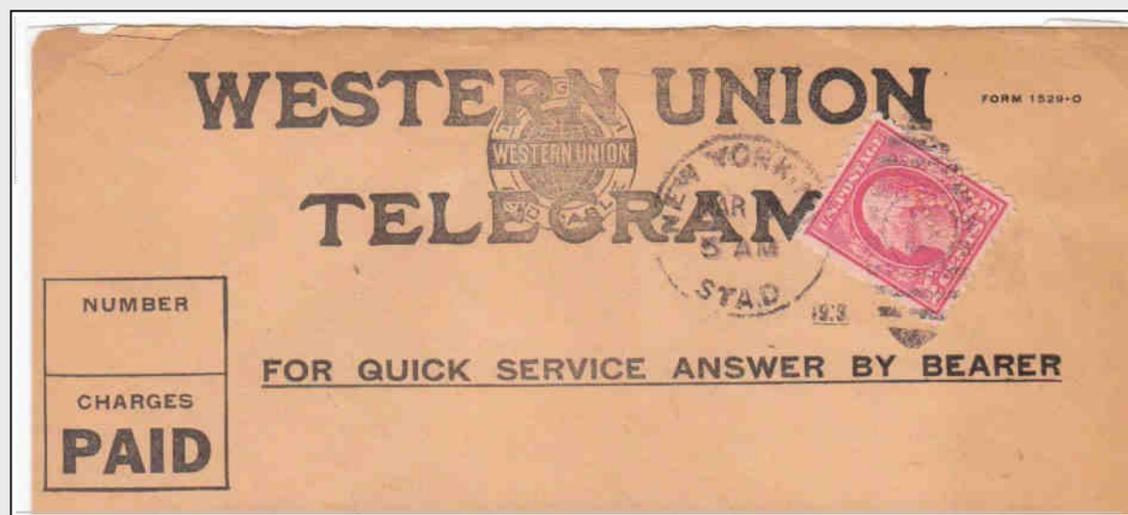 WESTERN UNION
FORM 1529-O
WESTERN UNION
TELEGRAM
NEW YORK, N
5 AM
STA.D
U.S. POSTAGE
NUMBER
FOR QUICK SERVICE ANSWER BY BEARER
CHARGES
PAID